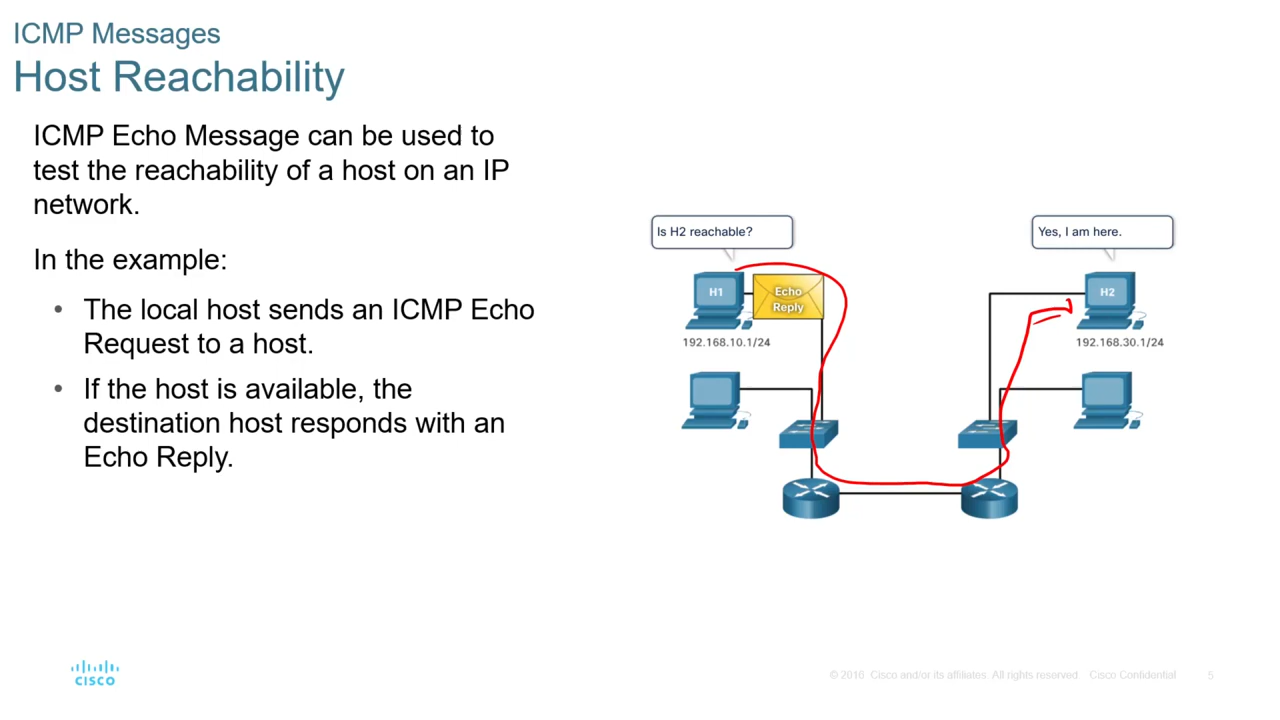 ICMP Messages
Host Reachability
ICMP Echo Message can be used to
test the reachability of a host on an IP
network.
In the example:
• The local host sends an ICMP Echo
Request to a host.
• If the host is available, the
destination host responds with an
Echo Reply.
Is H2 reachable?
Yes, I am here.
H1
Echo
Reply
H2
192.168.10.1/24
192.168.30.1/24
CISCO
© 2016 Cisco and/or its affiliates. All rights reserved. Cisco Confidential
5